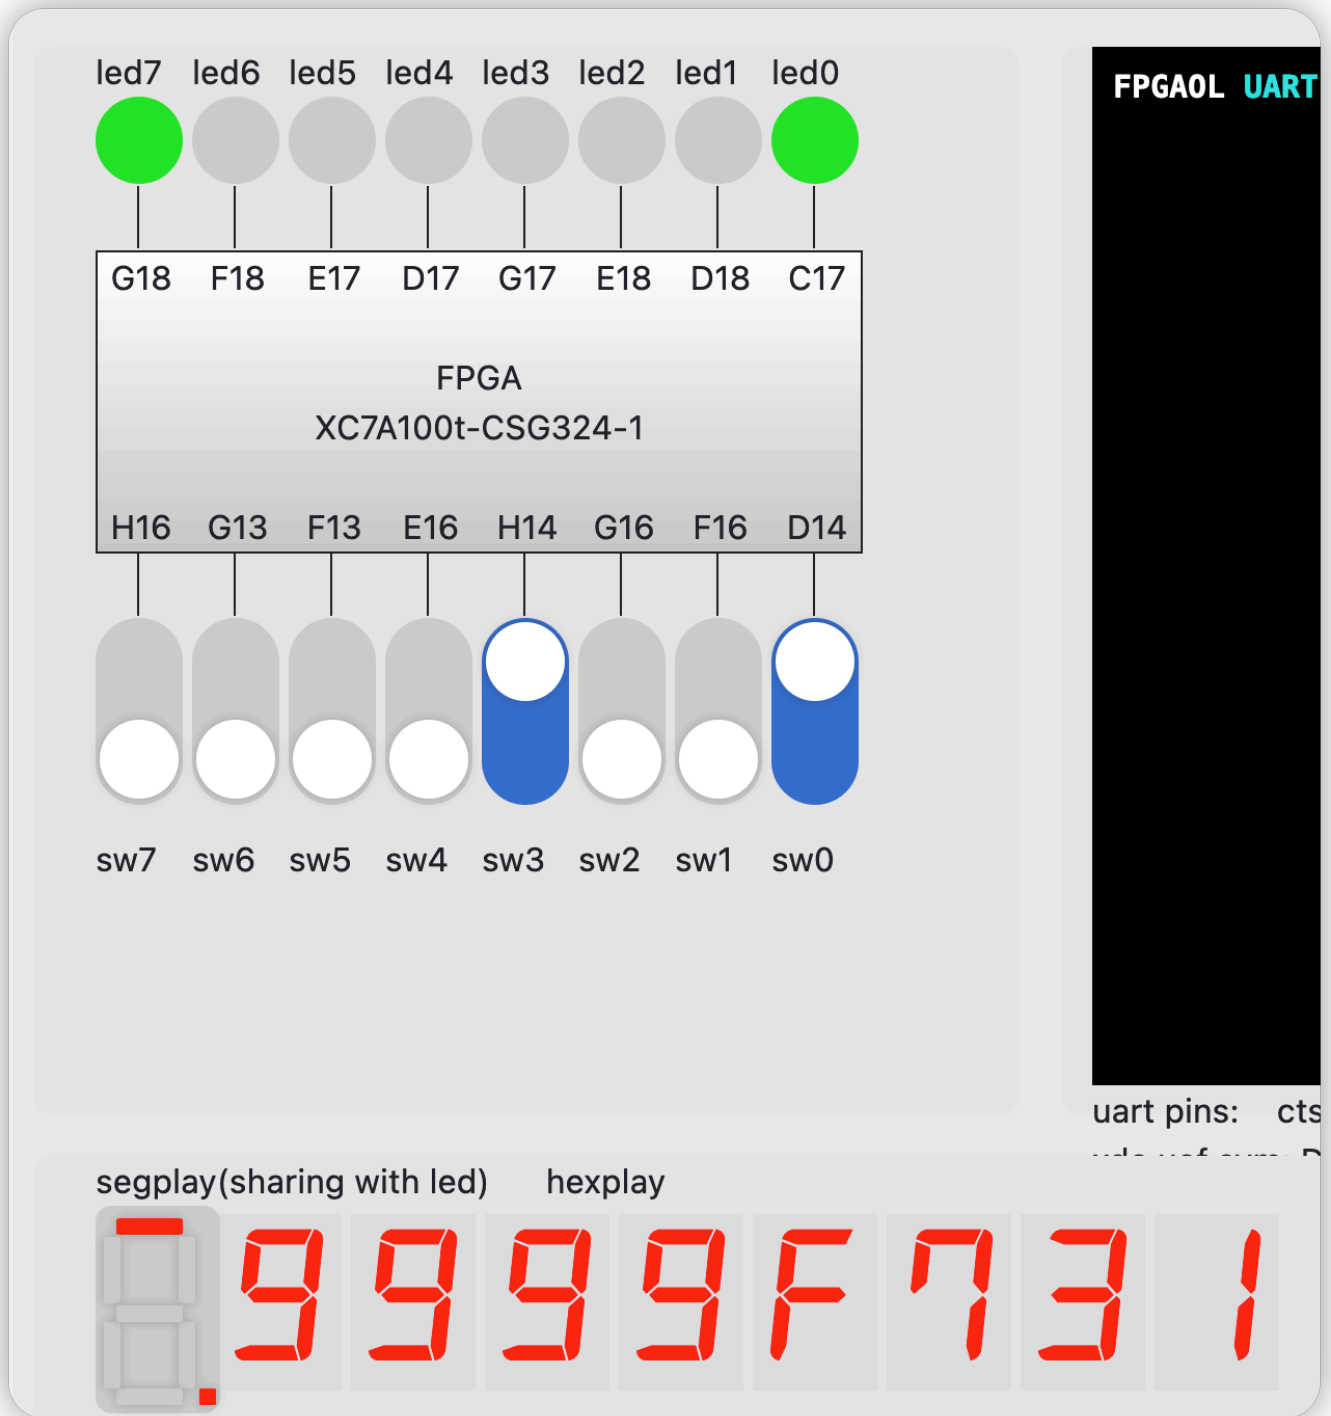 led7 led6 led5 led4 led3 led2 led1 led0
FPGAOL UART
G18 F18 E17 D17 G17 E18 D18 C17
FPGA
XC7A100t-CSG324-1
H16 G13 F13 E16 H14 G16 F16 D14
sw7 sw6 sw5 sw4 sw3 sw2 sw1 sw0
uart pins: cts
segplay(sharing with led) hexplay
9999F731